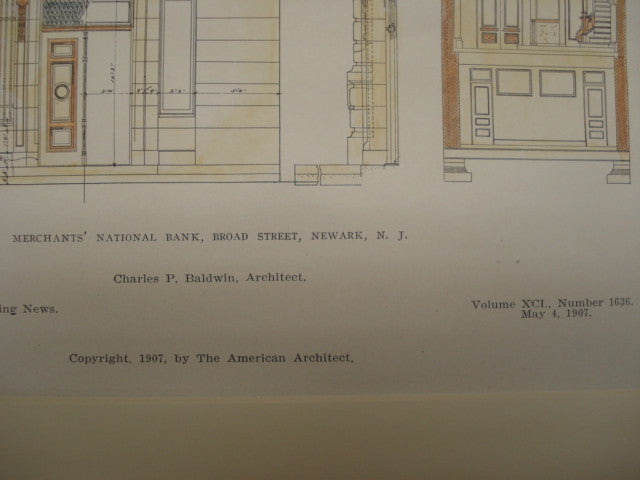 MERCHANTS' NATIONAL BANK, BROAD STREET, NEWARK, N. J.
Charles P. Baldwin, Architect.
ing News.
Volume XCI., Number 1636.
May 4, 1907.
Copyright, 1907, by The American Architect.